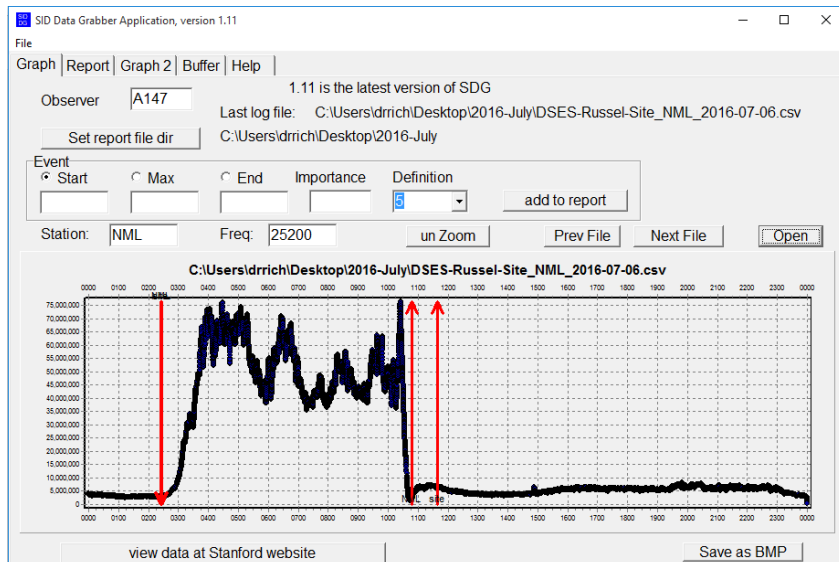 SID Data Grabber Application, version 1.11
File
Graph Report Graph 2 Buffer Help
Observer A147 1.11 is the latest version of SDG
Last log file: C:\Users\drrich\Desktop\2016-July\DSES-Russel-Site_NML_2016-07-06.csv
Set report file dir C:\Users\drrich\Desktop\2016-July
Event
Start Max End Importance Definition
5 add to report
Station: NML Freq: 25200 un Zoom Prev File Next File Open
C:\Users\drrich\Desktop\2016-July\DSES-Russel-Site_NML_2016-07-06.csv
0000 0100 0200 0300 0400 0500 0600 0700 0800 0900 1000 1100 1200 1300 1400 1500 1600 1700 1800 1900 2000 2100 2200 2300 0000
75,000,000
70,000,000
65,000,000
60,000,000
55,000,000
50,000,000
45,000,000
40,000,000
35,000,000
30,000,000
25,000,000
20,000,000
15,000,000
10,000,000
5,000,000
0
site
0000 0100 0200 0300 0400 0500 0600 0700 0800 0900 1000 1100 1200 1300 1400 1500 1600 1700 1800 1900 2000 2100 2200 2300 0000
view data at Stanford website Save as BMP